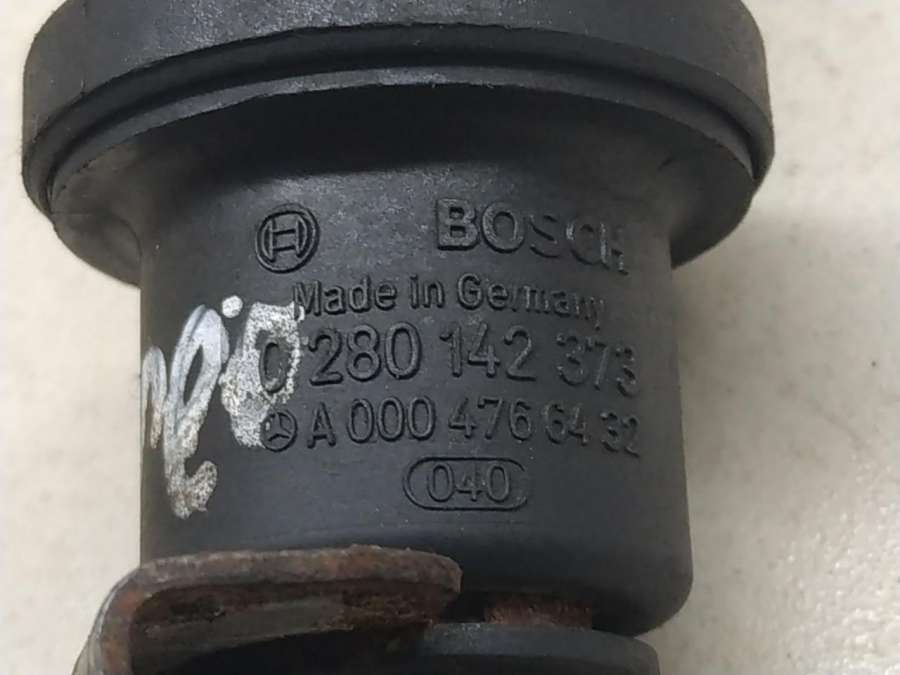 BOSCH
Made in Germany
0 280 142 373
A 000 476 64 32
040